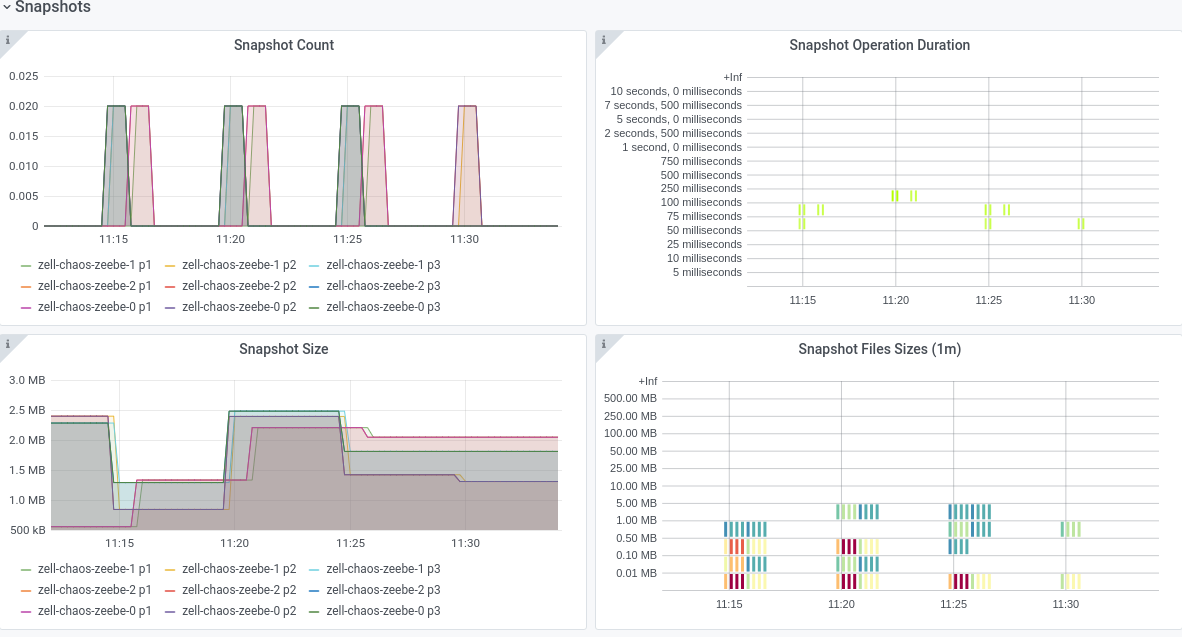 Snapshots
Snapshot Count
0.025
0.020
0.015
0.010
0.005
0
11:15 11:20 11:25 11:30
zell-chaos-zeebe-1 p1 zell-chaos-zeebe-1 p2 zell-chaos-zeebe-1 p3
zell-chaos-zeebe-2 p1 zell-chaos-zeebe-2 p2 zell-chaos-zeebe-2 p3
zell-chaos-zeebe-0 p1 zell-chaos-zeebe-0 p2 zell-chaos-zeebe-0 p3
Snapshot Operation Duration
+Inf
10 seconds, 0 milliseconds
7 seconds, 500 milliseconds
5 seconds, 0 milliseconds
2 seconds, 500 milliseconds
1 second, 0 milliseconds
750 milliseconds
500 milliseconds
250 milliseconds
100 milliseconds
75 milliseconds
50 milliseconds
25 milliseconds
10 milliseconds
5 milliseconds
11:15 11:20 11:25 11:30
Snapshot Size
3.0 MB
2.5 MB
2.0 MB
1.5 MB
1.0 MB
500 kB
11:15 11:20 11:25 11:30
zell-chaos-zeebe-1 p1 zell-chaos-zeebe-1 p2 zell-chaos-zeebe-1 p3
zell-chaos-zeebe-2 p1 zell-chaos-zeebe-2 p2 zell-chaos-zeebe-2 p3
zell-chaos-zeebe-0 p1 zell-chaos-zeebe-0 p2 zell-chaos-zeebe-0 p3
Snapshot Files Sizes (1m)
+Inf
500.00 MB
250.00 MB
100.00 MB
50.00 MB
25.00 MB
10.00 MB
5.00 MB
1.00 MB
0.50 MB
0.10 MB
0.01 MB
11:15 11:20 11:25 11:30